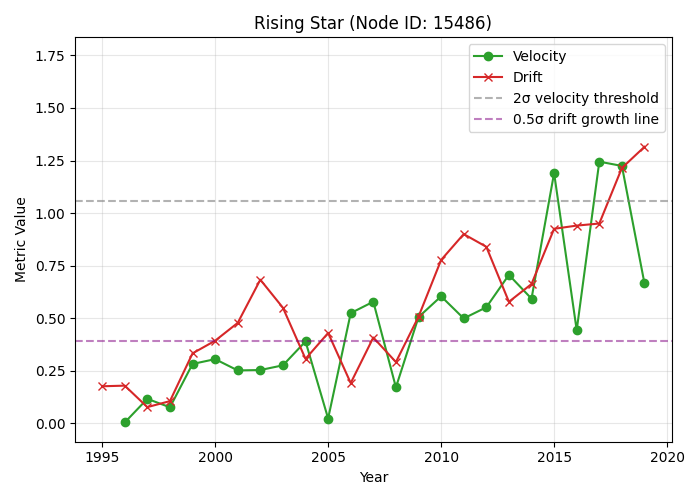 Rising Star (Node ID: 15486)
Velocity
Drift
2σ velocity threshold
0.5σ drift growth line
Metric Value
1.75
1.50
1.25
1.00
0.75
0.50
0.25
0.00
1995
2000
2005
2010
2015
2020
Year